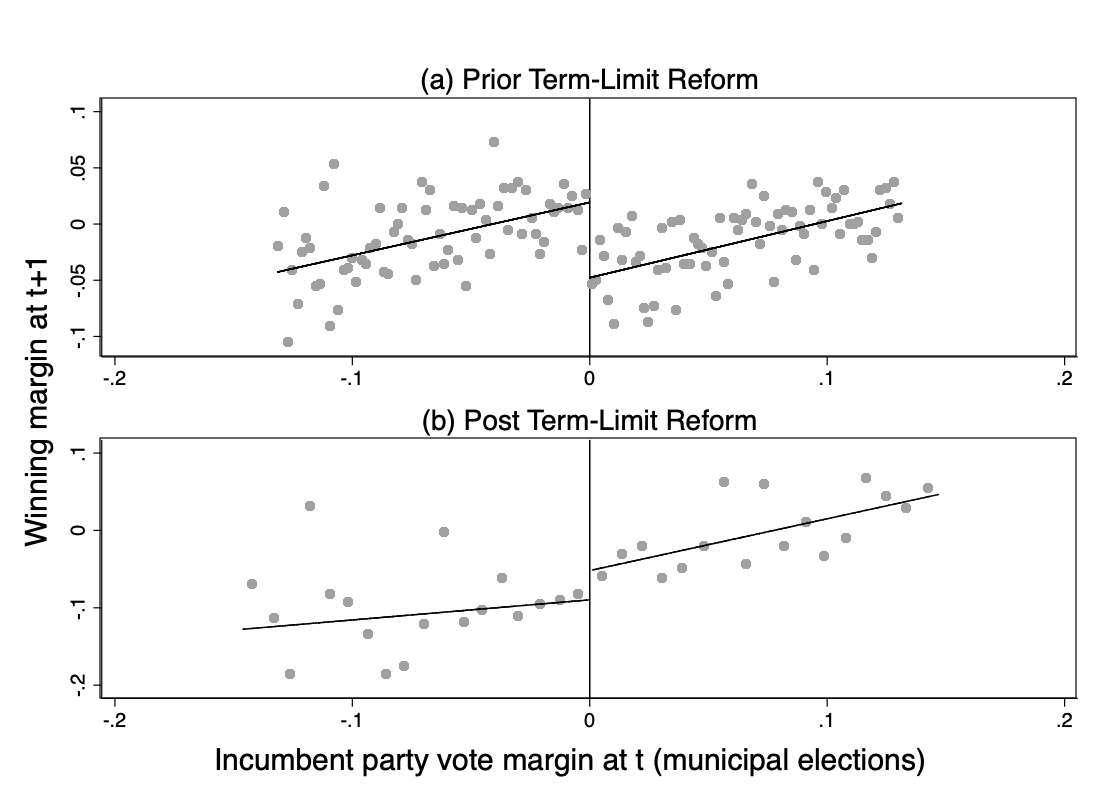 (a) Prior Term-Limit Reform
.1
.05
0
-.05
-.1
-.2 -.1 0 .1 .2
(b) Post Term-Limit Reform
.1
0
-.1
-.2
-.2 -.1 0 .1 .2
Winning margin at t+1
Incumbent party vote margin at t (municipal elections)